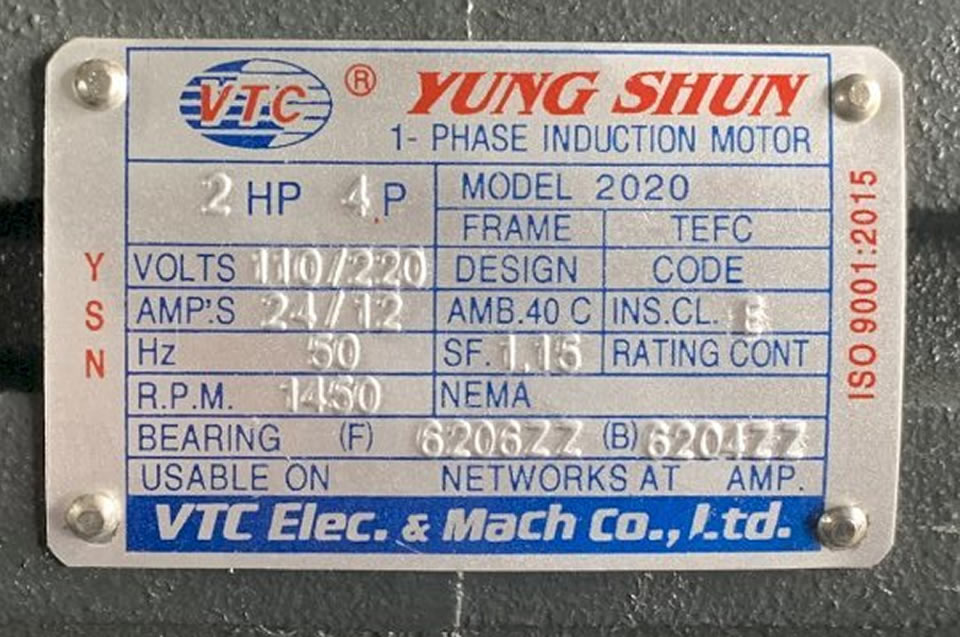 VTC ® YUNG SHUN
1- PHASE INDUCTION MOTOR
2 HP 4 P
MODEL 2020
FRAME TEFC
VOLTS 110/220 DESIGN CODE
AMP'.S 24/12 AMB.40 C INS.CL. E
Hz 50 SF. 1.15 RATING CONT
R.P.M. 1450 NEMA
BEARING (F) 6206ZZ (B) 6204ZZ
USABLE ON NETWORKS AT AMP.
VTC Elec. & Mach Co., Ltd.
YSN
ISO 9001:2015